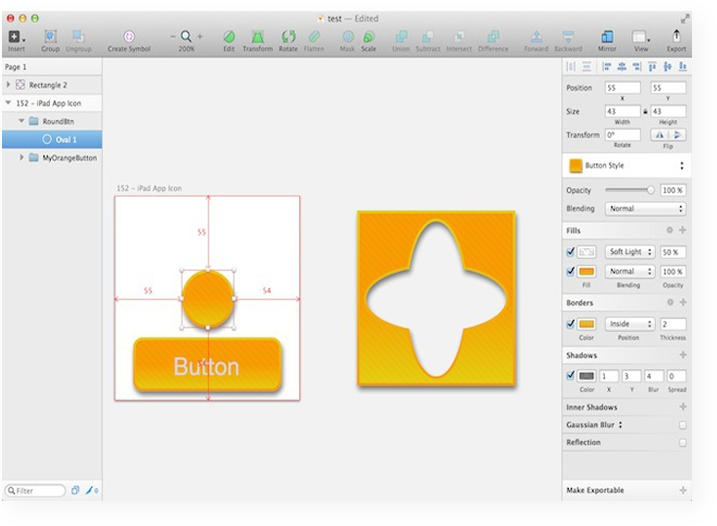 test — Edited
Insert
Group
Ungroup
Create Symbol
200%
Edit
Transform
Rotate
Flatten
Mask
Scale
Union
Subtract
Intersect
Difference
Forward
Backward
Mirror
View
Export
Page 1
Rectangle 2
152 - iPad App Icon
RoundBtn
Oval 1
MyOrangeButton
Filter
0
152 - iPad App Icon
55
55
54
Button
Position 55 55
X Y
Size 43 43
Width Height
Transform 0°
Rotate Flip
Button Style
Opacity 100 %
Blending Normal
Fills
Soft Light 50 %
Normal 100 %
Fill Blending Opacity
Borders
Inside 2
Color Position Thickness
Shadows
1 3 4 0
Color X Y Blur Spread
Inner Shadows
Gaussian Blur
Reflection
Make Exportable